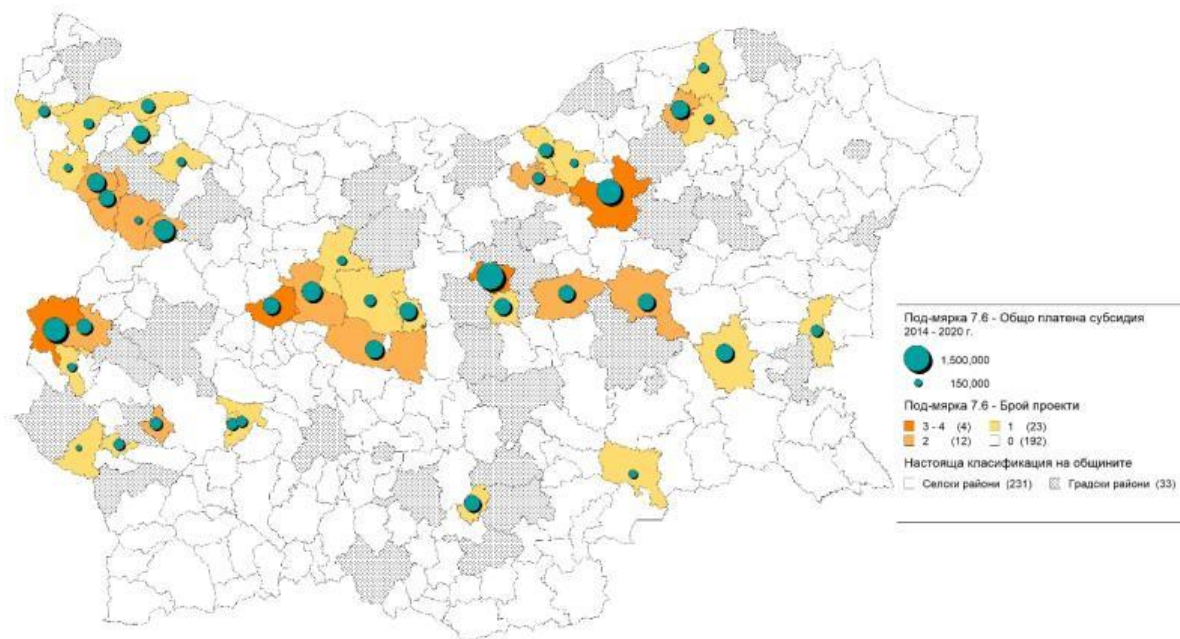 Под-мярка 7.6 - Общо платена субсидия
2014 - 2020 г.
1,500,000
150,000
Под-мярка 7.6 - Брой проекти
3 - 4 (4) 1 (23)
2 (12) 0 (192)
Настояща класификация на общините
Селски райони (231) Градски райони (33)